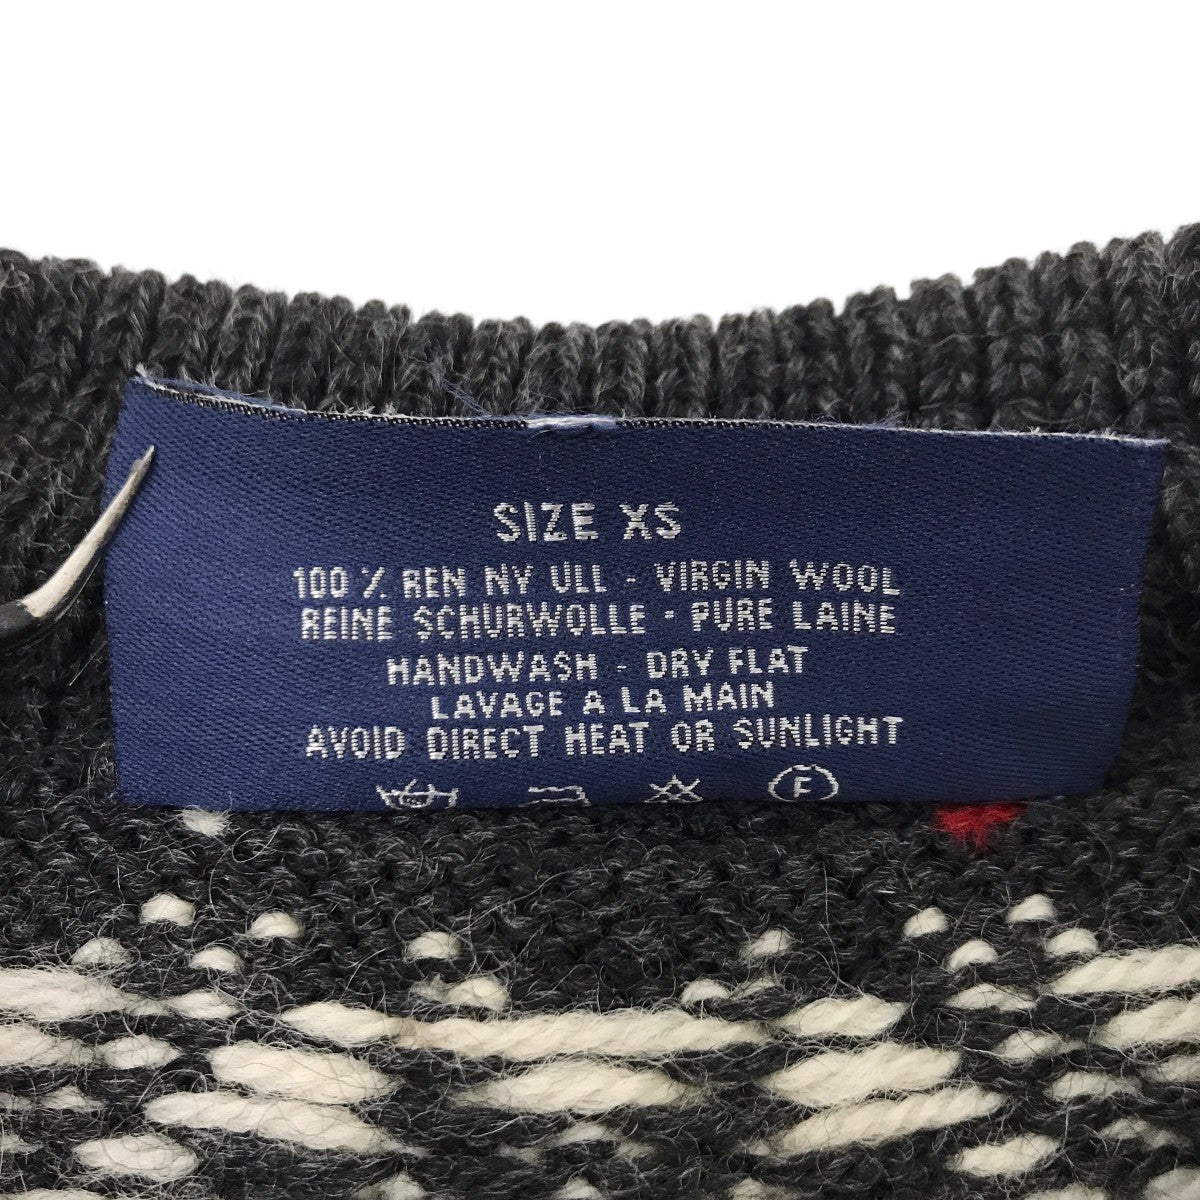 SIZE XS
100 % REN NY ULL - VIRGIN WOOL
REINE SCHURWOLLE - PURE LAINE
HANDWASH - DRY FLAT
LAVAGE A LA MAIN
AVOID DIRECT HEAT OR SUNLIGHT
F